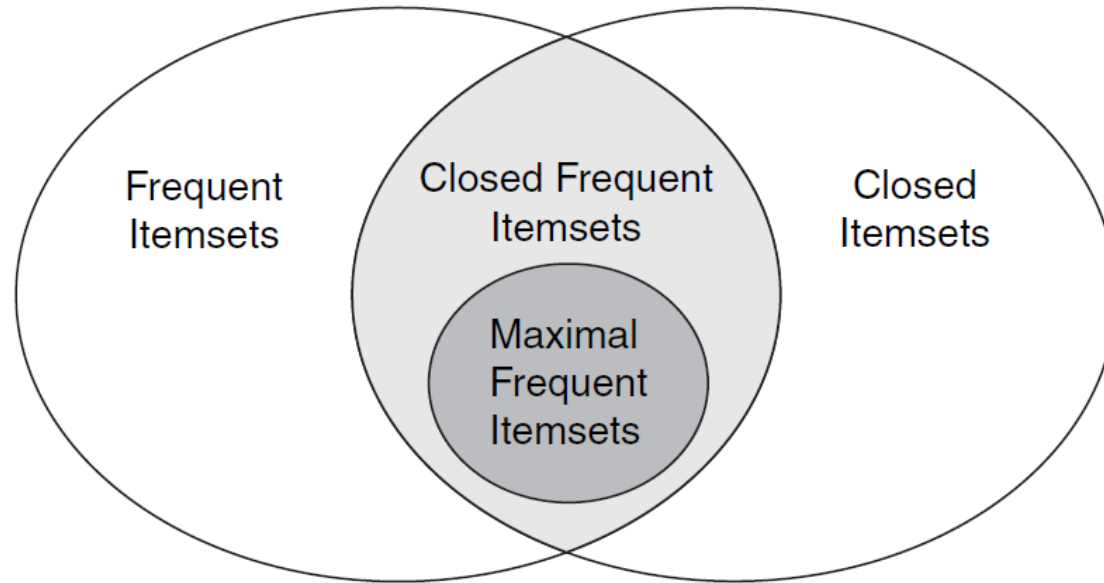 Frequent
Itemsets
Closed Frequent
Itemsets
Closed
Itemsets
Maximal
Frequent
Itemsets